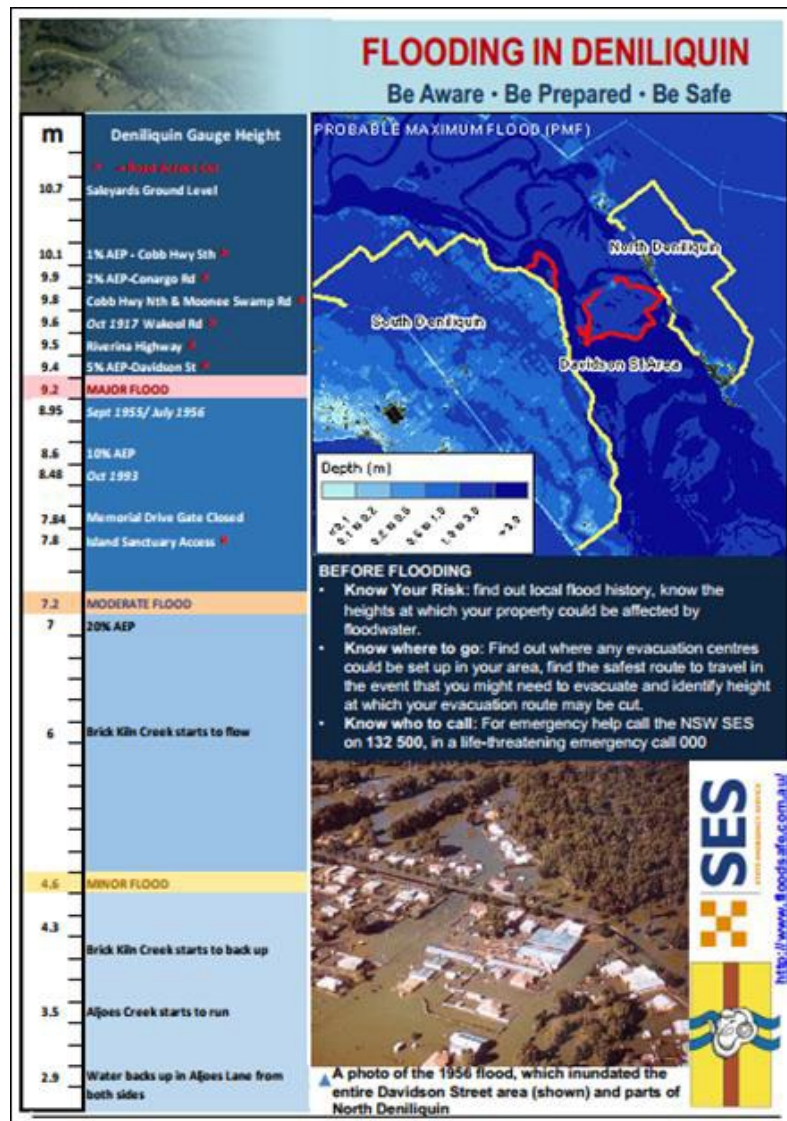 FLOODING IN DENILIQUIN
Be Aware • Be Prepared • Be Safe
m
Deniliquin Gauge Height
10.7 Saleyards Ground Level
10.1 1% AEP - Cobb Hwy Sth
9.9 2% AEP-Conargo Rd
9.8 Cobb Hwy Nth & Moonee Swamp Rd
9.6 Oct 1917 Wakool Rd
9.5 Riverina Highway
9.4 5% AEP-Davidson St
9.2 MAJOR FLOOD
8.95 Sept 1955/ July 1956
8.6 10% AEP
8.48 Oct 1993
7.84 Memorial Drive Gate Closed
7.8 Island Sanctuary Access
7.2 MODERATE FLOOD
7 20% AEP
6 Brick Kiln Creek starts to flow
4.6 MINOR FLOOD
4.3
Brick Kiln Creek starts to back up
3.5 Aljoes Creek starts to run
2.9 Water backs up in Aljoes Lane from
both sides
PROBABLE MAXIMUM FLOOD (PMF)
North Deniliquin
South Deniliquin
Davidson St Area
Depth (m)
BEFORE FLOODING
• Know Your Risk: find out local flood history, know the
heights at which your property could be affected by
floodwater.
• Know where to go: Find out where any evacuation centres
could be set up in your area, find the safest route to travel in
the event that you might need to evacuate and identify height
at which your evacuation route may be cut.
• Know who to call: For emergency help call the NSW SES
on 132 500, in a life-threatening emergency call 000
SES
STATE EMERGENCY SERVICE
http://www.floodsafe.com.au/
A photo of the 1956 flood, which inundated the
entire Davidson Street area (shown) and parts of
North Deniliquin